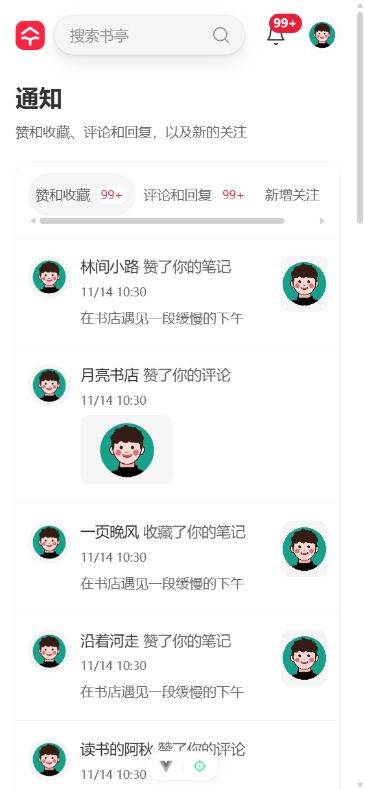 搜索书亭
99+
通知
赞和收藏、评论和回复，以及新的关注
赞和收藏 99+ 评论和回复 99+ 新增关注
林间小路 赞了你的笔记
11/14 10:30
在书店遇见一段缓慢的下午
月亮书店 赞了你的评论
11/14 10:30
一页晚风 收藏了你的笔记
11/14 10:30
在书店遇见一段缓慢的下午
沿着河走 赞了你的笔记
11/14 10:30
在书店遇见一段缓慢的下午
读书的阿秋 赞了你的评论
11/14 10:30